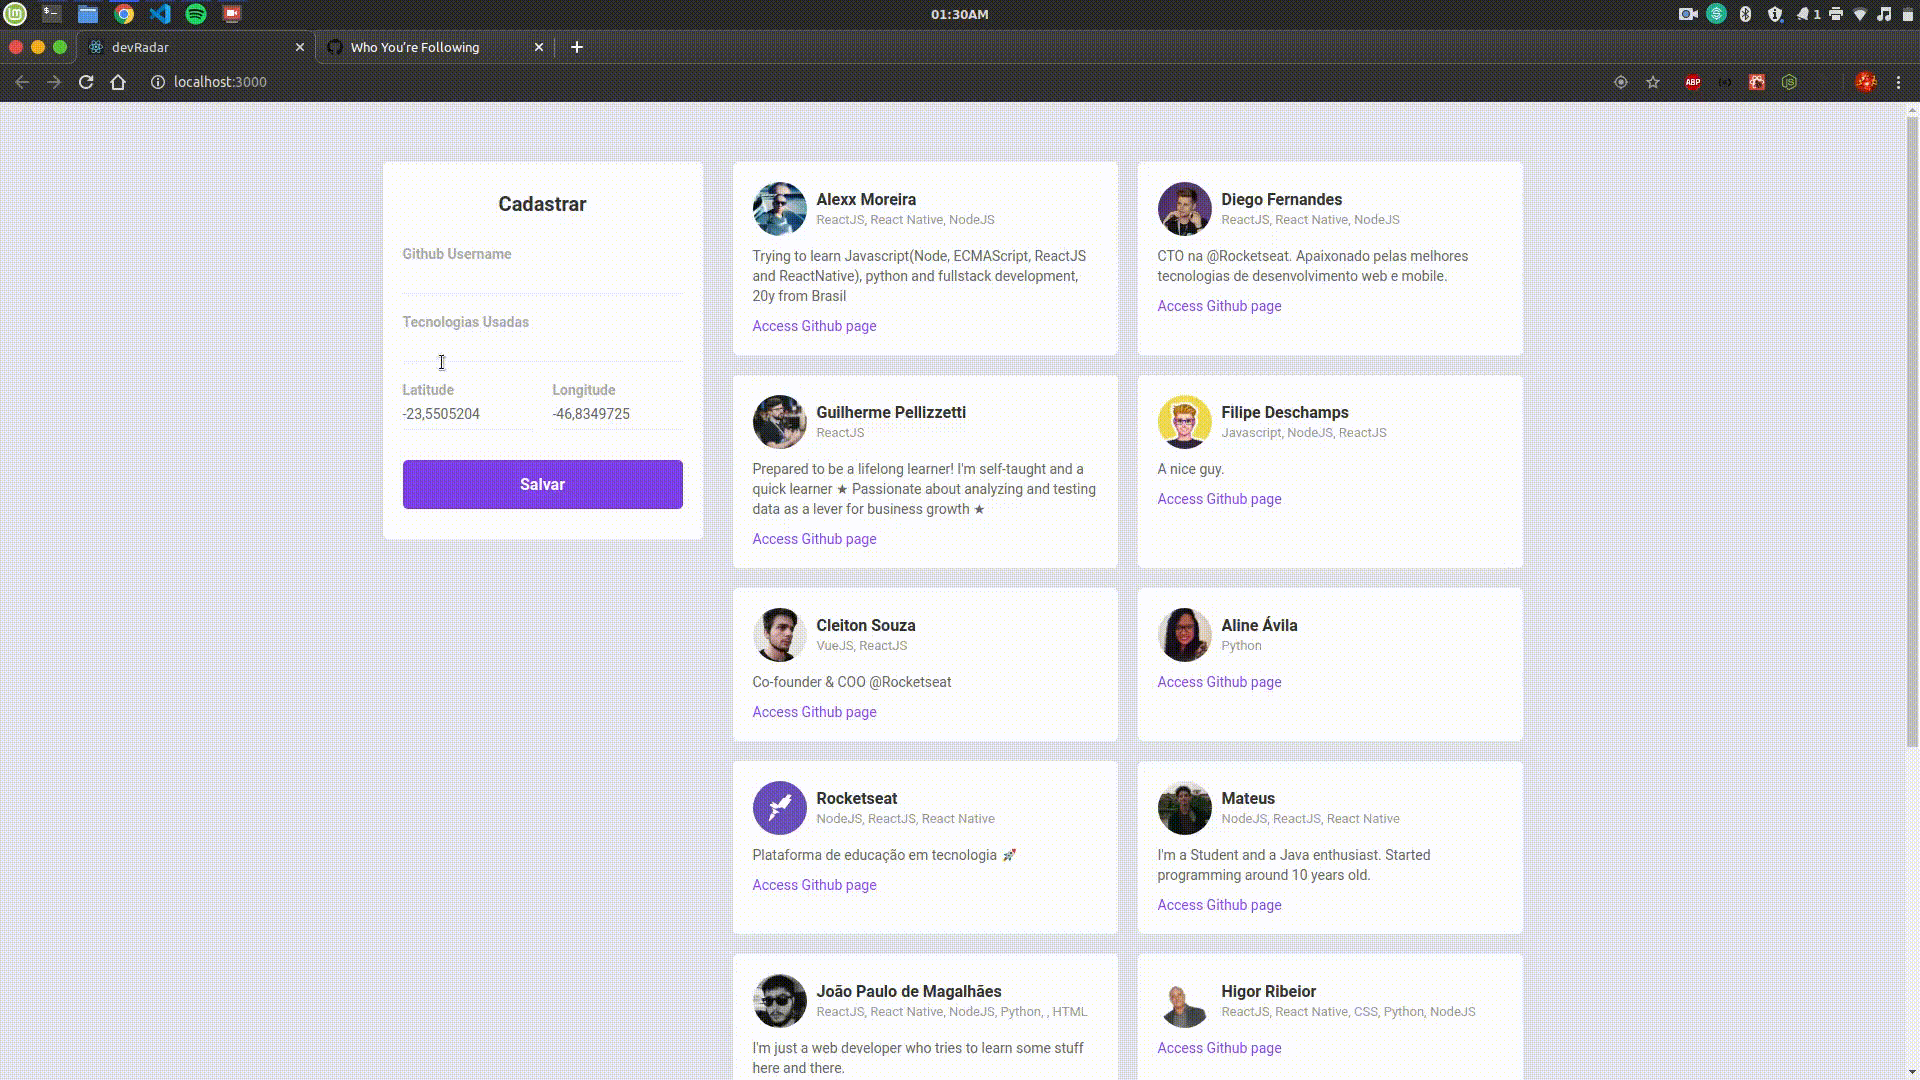 01:30AM
1
devRadar
Who You're Following
localhost:3000
ABP
Cadastrar
Github Username
Tecnologias Usadas
Latitude
Longitude
-23,5505204
-46,8349725
Salvar
Alexx Moreira
ReactJS, React Native, NodeJS
Trying to learn Javascript(Node, ECMAScript, ReactJS
and ReactNative), python and fullstack development,
20y from Brasil
Access Github page
Diego Fernandes
ReactJS, React Native, NodeJS
CTO na @Rocketseat. Apaixonado pelas melhores
tecnologias de desenvolvimento web e mobile.
Access Github page
Guilherme Pellizzetti
ReactJS
Prepared to be a lifelong learner! I'm self-taught and a
quick learner ★ Passionate about analyzing and testing
data as a lever for business growth ★
Access Github page
Filipe Deschamps
Javascript, NodeJS, ReactJS
A nice guy.
Access Github page
Cleiton Souza
VueJS, ReactJS
Co-founder & COO @Rocketseat
Access Github page
Aline Ávila
Python
Access Github page
Rocketseat
NodeJS, ReactJS, React Native
Plataforma de educação em tecnologia 🚀
Access Github page
Mateus
NodeJS, ReactJS, React Native
I'm a Student and a Java enthusiast. Started
programming around 10 years old.
Access Github page
João Paulo de Magalhães
ReactJS, React Native, NodeJS, Python, , HTML
I'm just a web developer who tries to learn some stuff
here and there.
Higor Ribeior
ReactJS, React Native, CSS, Python, NodeJS
Access Github page